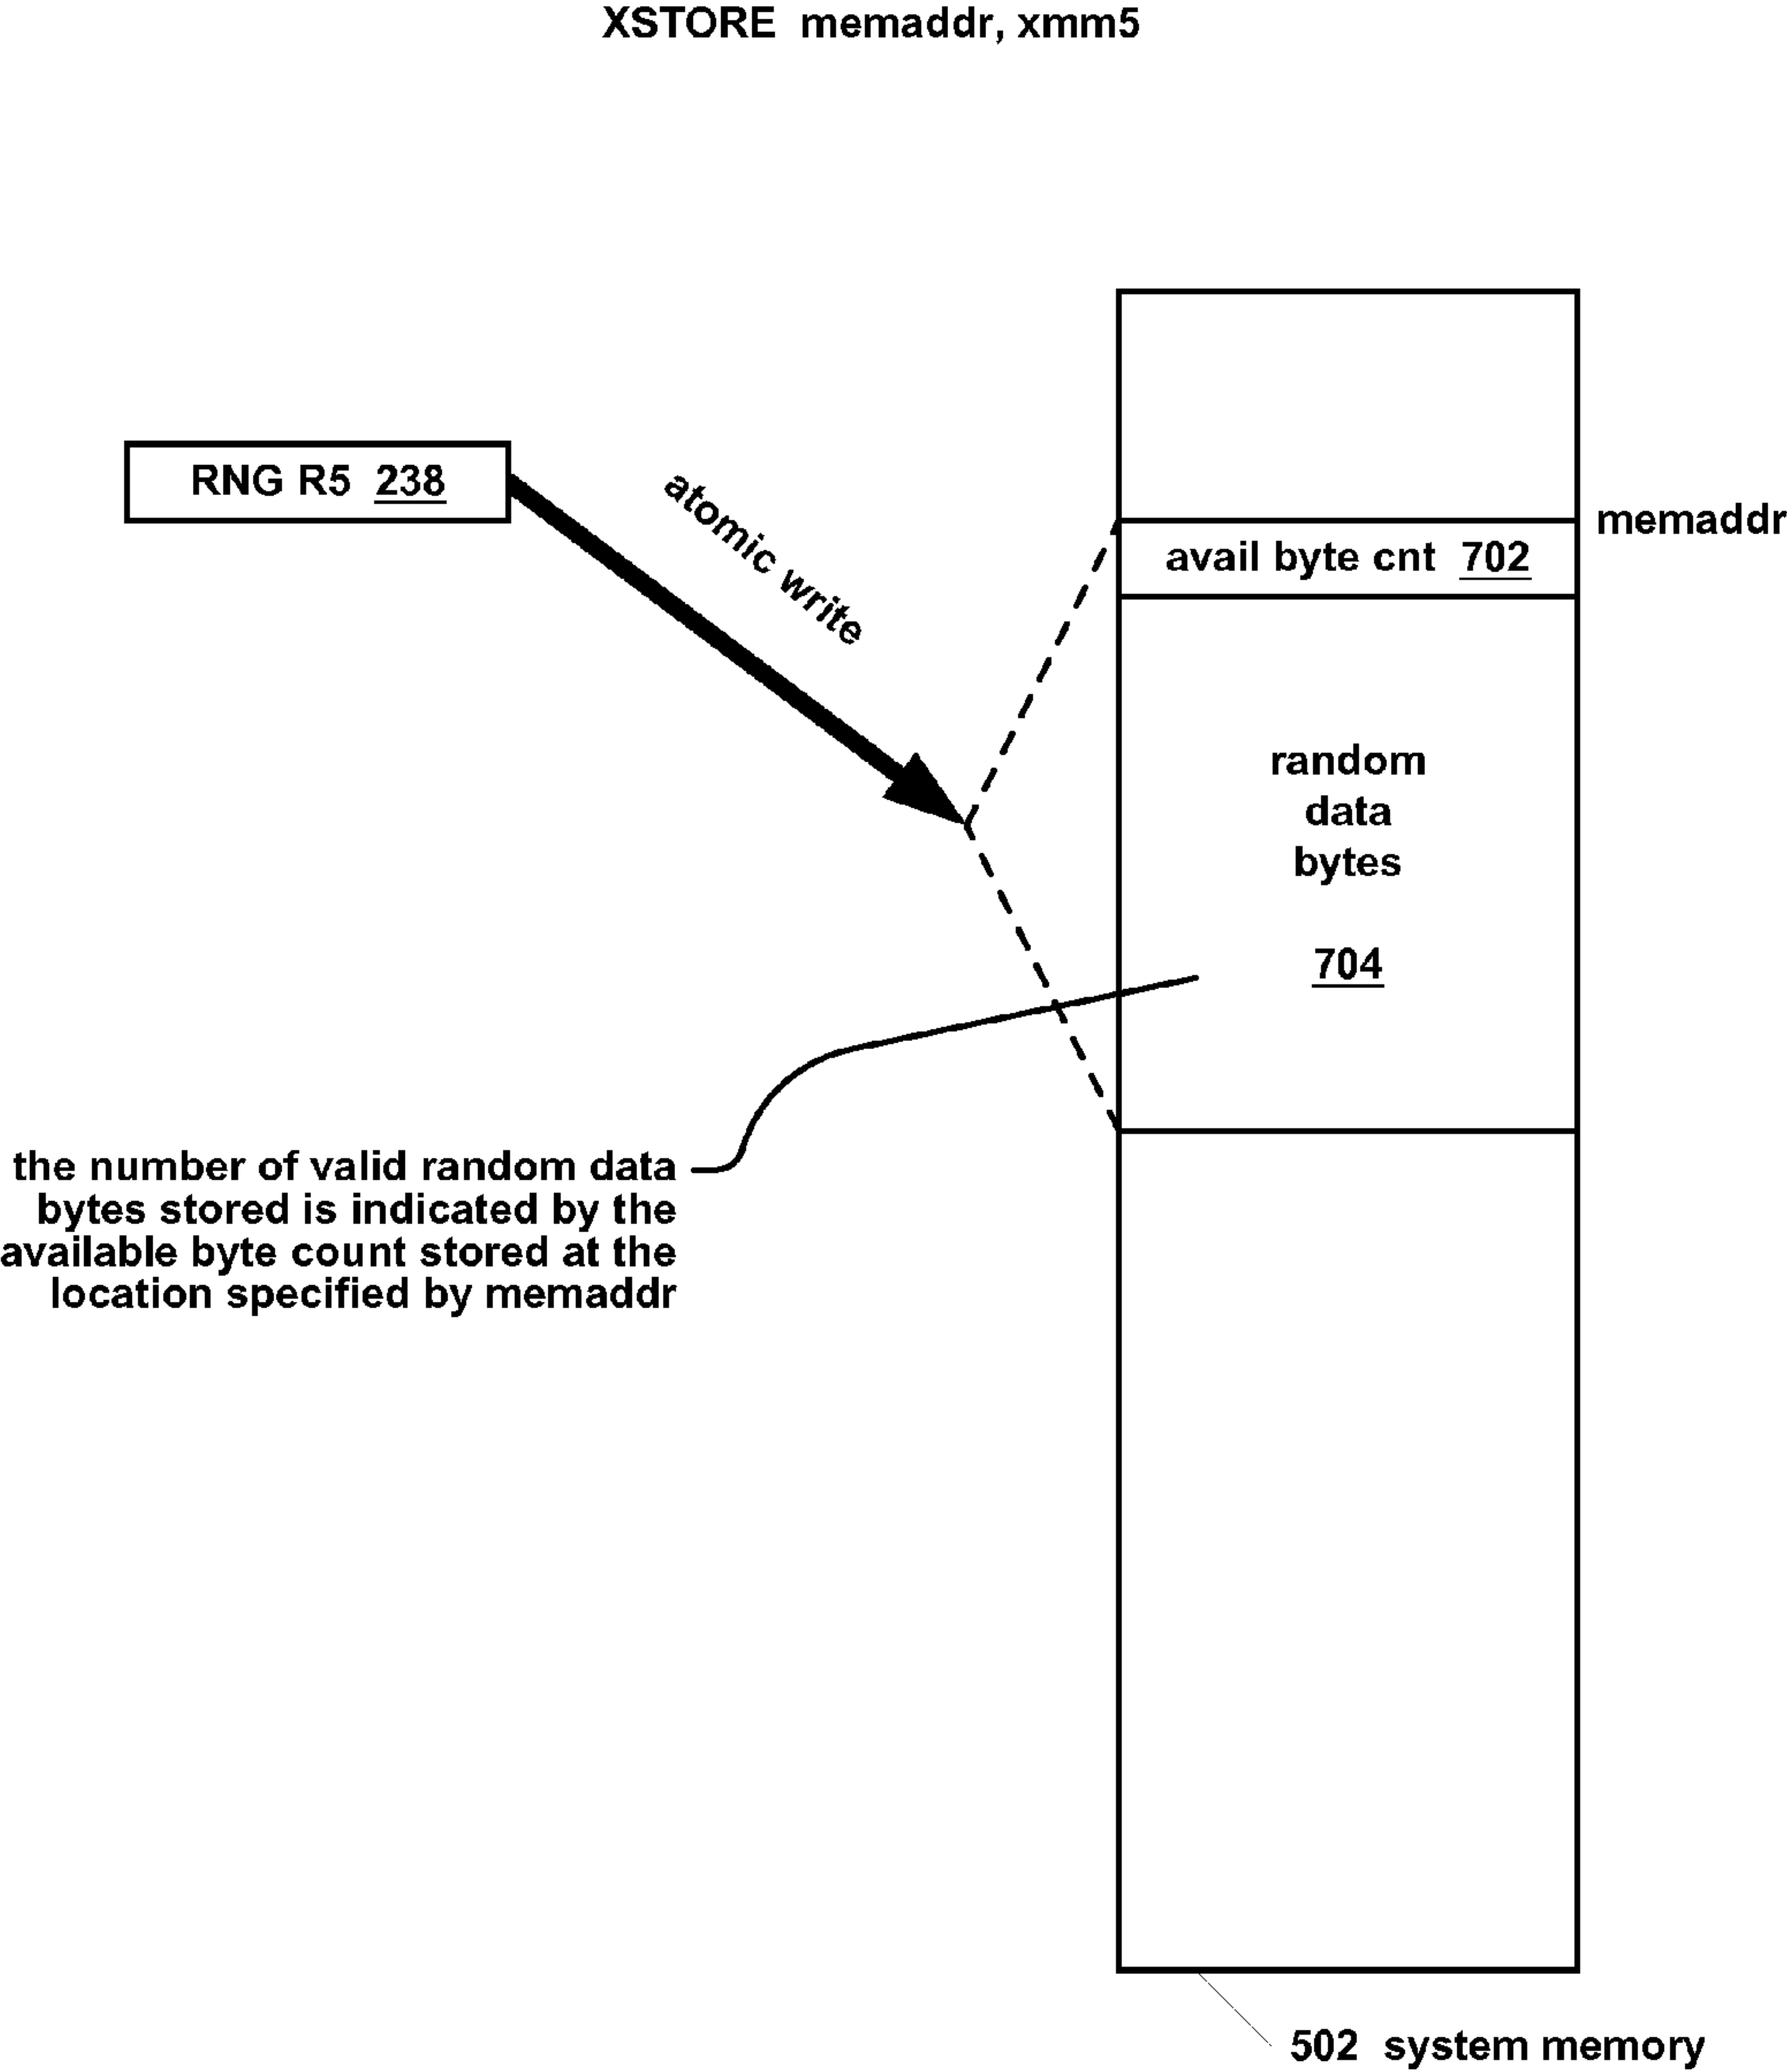 XSTORE memaddr, xmm5
RNG R5 238
atomic write
memaddr
avail byte cnt 702
random
data
bytes
704
the number of valid random data
bytes stored is indicated by the
available byte count stored at the
location specified by memaddr
502 system memory